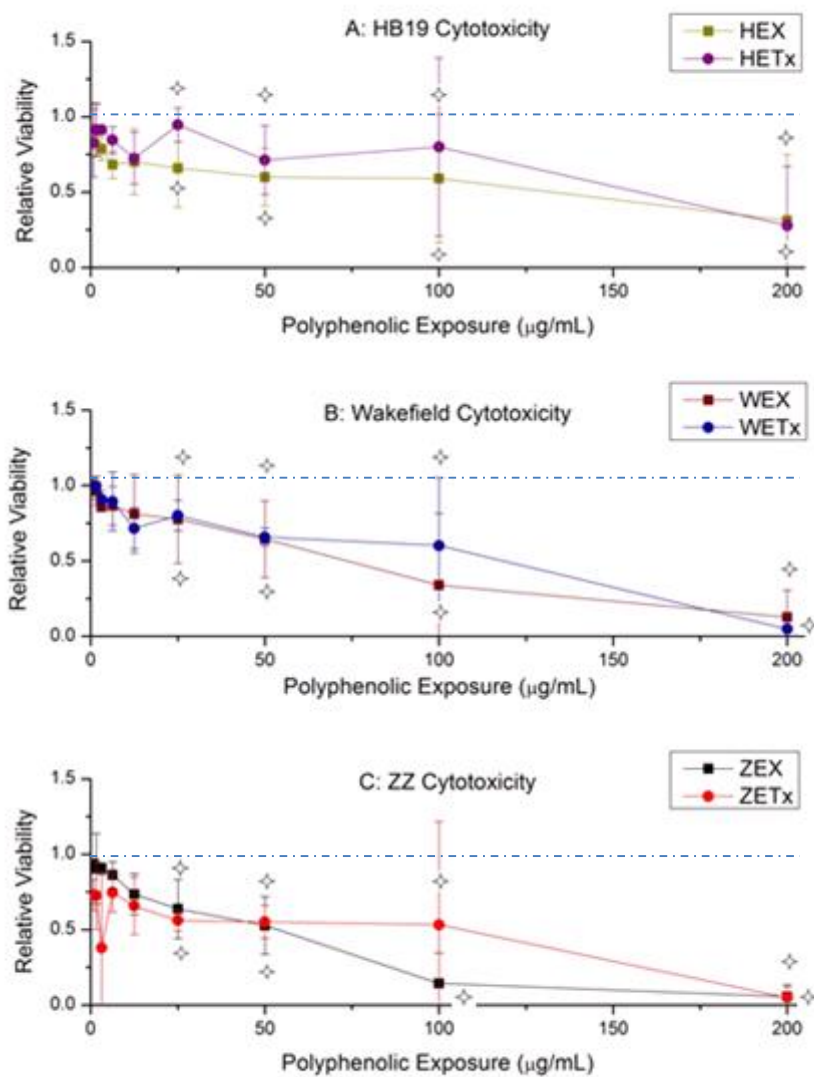 A: HB19 Cytotoxicity
HEX
HETx
1.5
1.0
0.5
0.0
Relative Viability
0 50 100 150 200
Polyphenolic Exposure (μg/mL)
B: Wakefield Cytotoxicity
WEX
WETx
1.5
1.0
0.5
0.0
Relative Viability
0 50 100 150 200
Polyphenolic Exposure (μg/mL)
C: ZZ Cytotoxicity
ZEX
ZETx
1.5
1.0
0.5
0.0
Relative Viability
0 50 100 150 200
Polyphenolic Exposure (μg/mL)